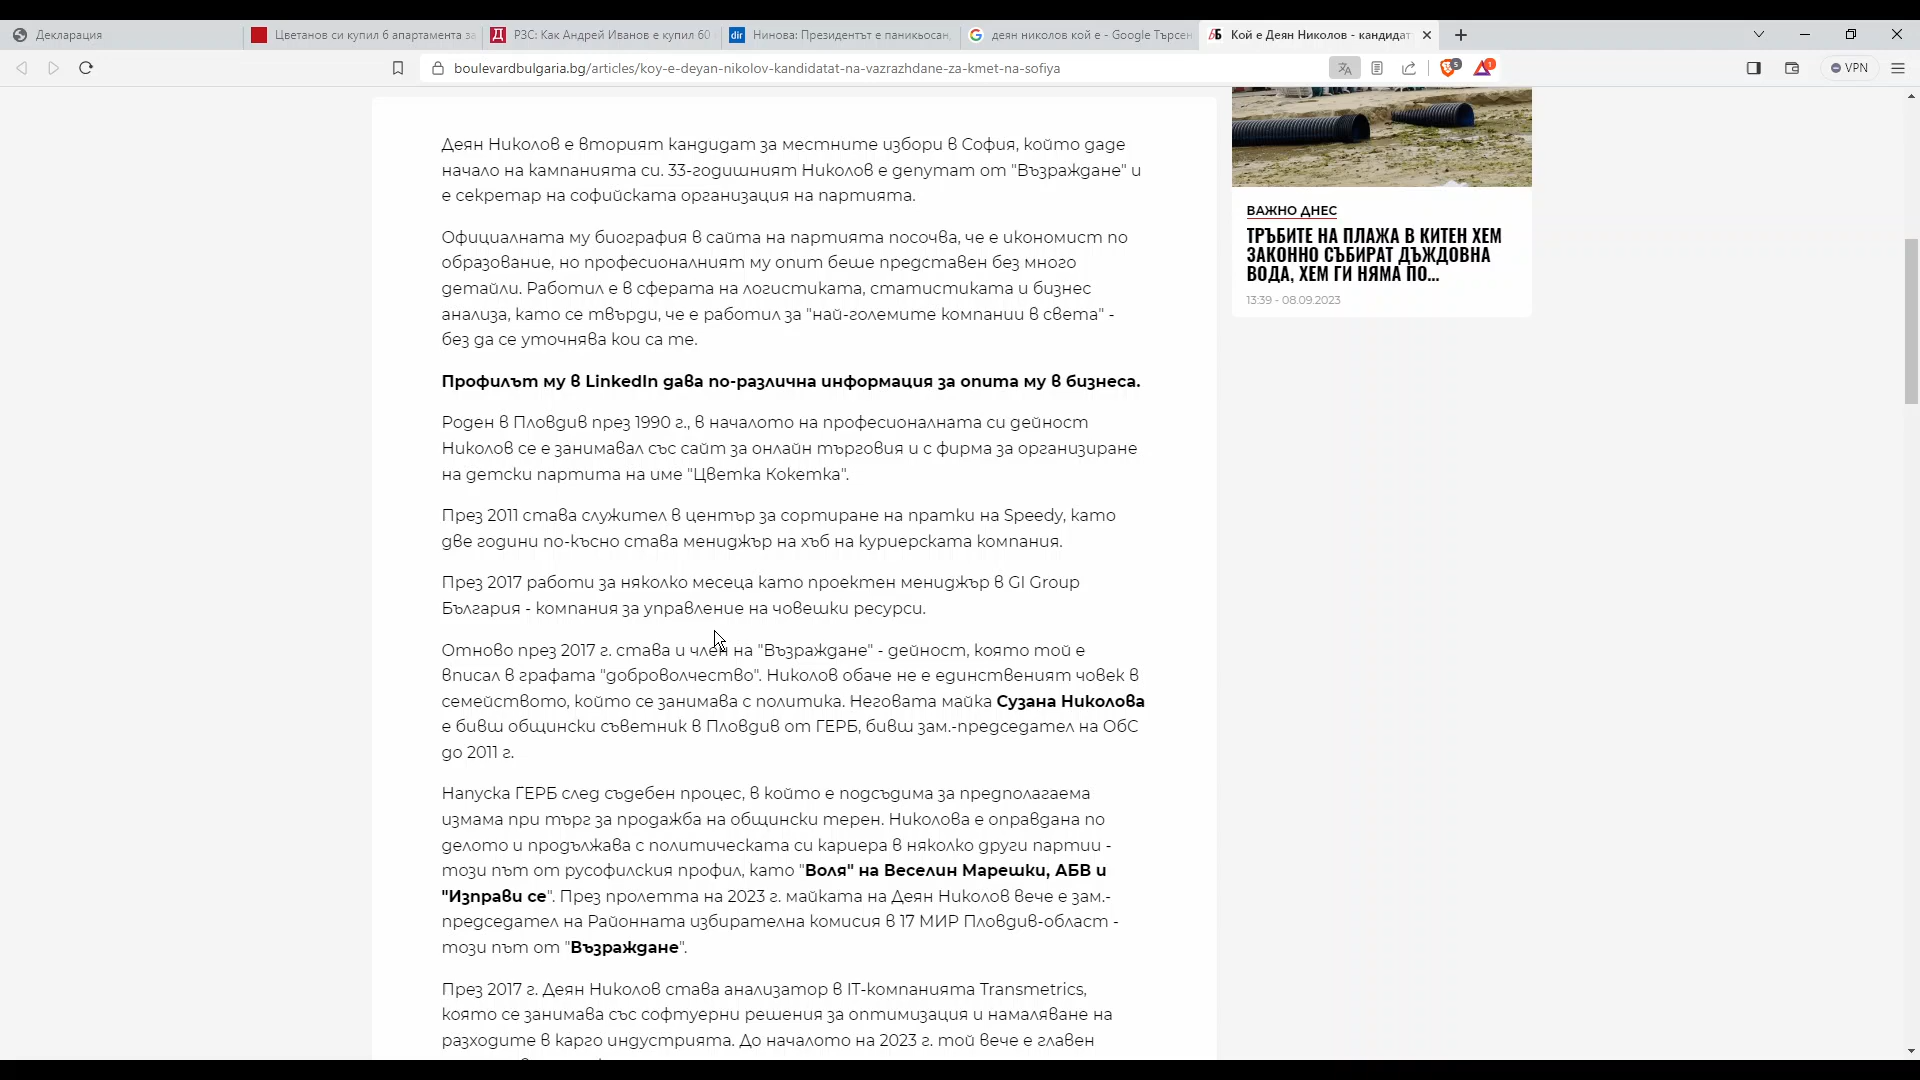 Декларация
Цветанов си купил 6 апартамента за
РЗС: Как Андрей Иванов е купил 60
dir
Нинова: Президентът е паникьосан,
деян николов кой е - Google Търсен
Кой е Деян Николов - кандидат
boulevardbulgaria.bg/articles/koy-e-deyan-nikolov-kandidatat-na-vazrazhdane-za-kmet-na-sofiya
5
1
VPN
Деян Николов е вторият кандидат за местните избори в София, който даде
начало на кампанията си. 33-годишният Николов е депутат от "Възраждане" и
е секретар на софийската организация на партията.
Официалната му биография в сайта на партията посочва, че е икономист по
образование, но професионалният му опит беше представен без много
детайли. Работил е в сферата на логистиката, статистиката и бизнес
анализа, като се твърди, че е работил за "най-големите компании в света" -
без да се уточнява кои са те.
Профилът му в LinkedIn дава по-различна информация за опита му в бизнеса.
Роден в Пловдив през 1990 г., в началото на професионалната си дейност
Николов се е занимавал със сайт за онлайн търговия и с фирма за организиране
на детски партита на име "Цветка Кокетка".
През 2011 става служител в център за сортиране на пратки на Speedy, като
две години по-късно става мениджър на хъб на куриерската компания.
През 2017 работи за няколко месеца като проектен мениджър в GI Group
България - компания за управление на човешки ресурси.
Отново през 2017 г. става и член на "Възраждане" - дейност, която той е
вписал в графата "доброволчество". Николов обаче не е единственият човек в
семейството, който се занимава с политика. Неговата майка Сузана Николова
е бивш общински съветник в Пловдив от ГЕРБ, бивш зам.-председател на ОбС
до 2011 г.
Напуска ГЕРБ след съдебен процес, в който е подсъдима за предполагаема
измама при търг за продажба на общински терен. Николова е оправдана по
делото и продължава с политическата си кариера в няколко други партии -
този път от русофилския профил, като "Воля" на Веселин Марешки, АБВ и
"Изправи се". През пролетта на 2023 г. майката на Деян Николов вече е зам.-
председател на Районната избирателна комисия в 17 МИР Пловдив-област -
този път от "Възраждане".
През 2017 г. Деян Николов става анализатор в IT-компанията Transmetrics,
която се занимава със софтуерни решения за оптимизация и намаляване на
разходите в карго индустрията. До началото на 2023 г. той вече е главен
ВАЖНО ДНЕС
ТРЪБИТЕ НА ПЛАЖА В КИТЕН ХЕМ
ЗАКОННО СЪБИРАТ ДЪЖДОВНА
ВОДА, ХЕМ ГИ НЯМА ПО...
13:39 - 08.09.2023